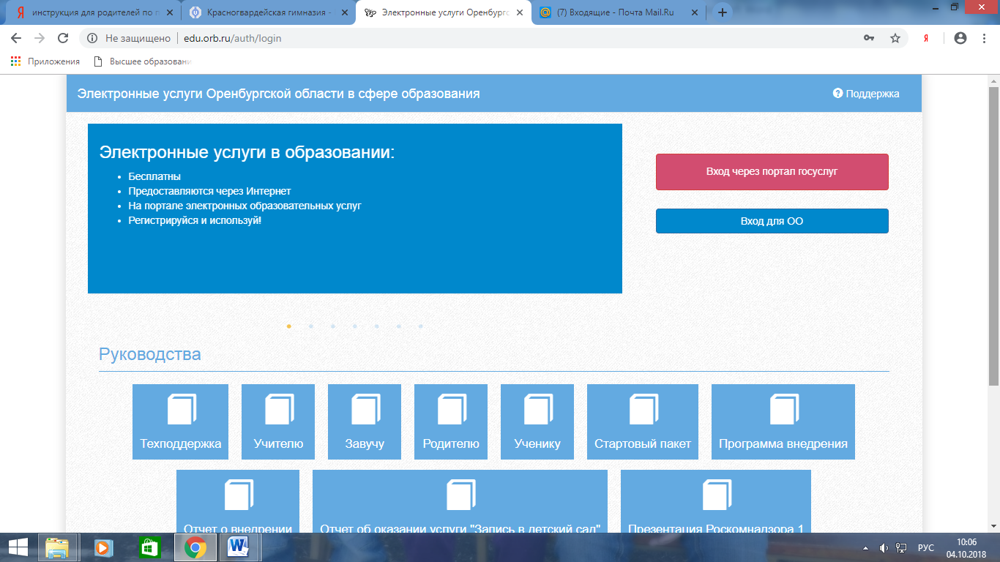 инструкция для родителей по п
Красногвардейская гимназия -
Электронные услуги Оренбургс
(7) Входящие - Почта Mail.Ru
Не защищено
edu.orb.ru/auth/login
Приложения
Высшее образовани
Электронные услуги Оренбургской области в сфере образования
Поддержка
Электронные услуги в образовании:
• Бесплатны
• Предоставляются через Интернет
• На портале электронных образовательных услуг
• Регистрируйся и используй!
Вход через портал госуслуг
Вход для ОО
Руководства
Техподдержка
Учителю
Завучу
Родителю
Ученику
Стартовый пакет
Программа внедрения
Отчет о внедрении
Отчет об оказании услуги "Запись в детский сад"
Презентация Роскомнадзора 1
РУС
10:06
04.10.2018